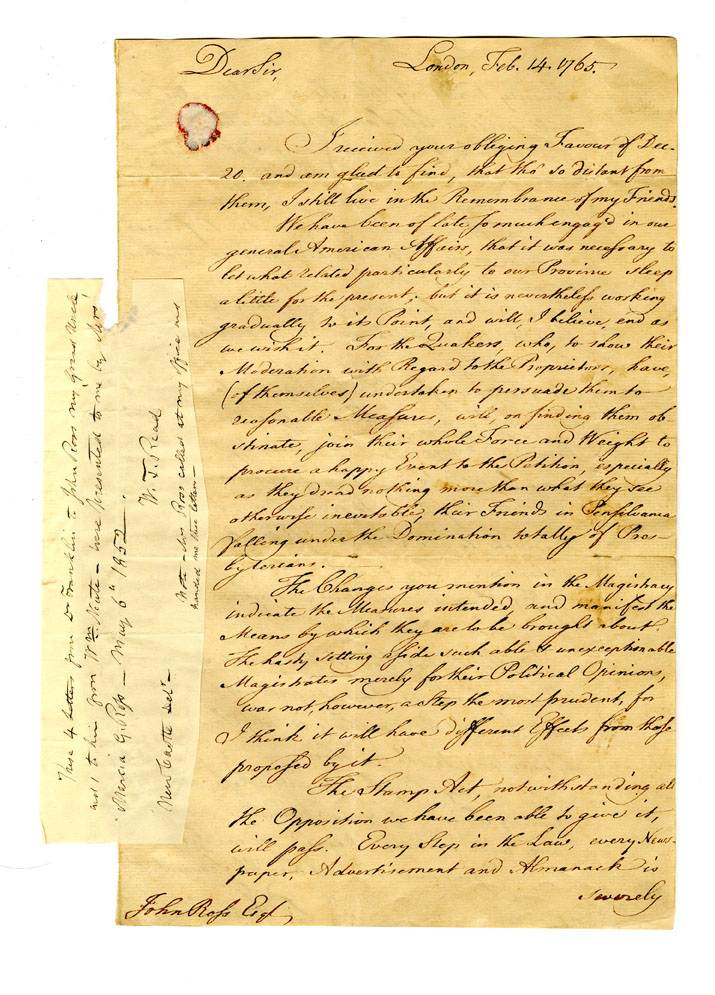 Dear Sir,
London, Feb. 14. 1765.
I received your obliging Favour of Dec.
20. and am glad to find, that tho' so distant from
them, I still live in the Remembrance of my Friends.
We have been of late so much engag'd in our
general American Affairs, that it was necessary to
let what related particularly to our Province sleep
a little for the present; but it is nevertheless working
gradually to its Point, and will, I believe, end as
we wish it. For the Quakers, who, to show their
Moderation with Regard to the Proprietors, have,
(of themselves) undertaken to persuade them to
reasonable Measures, will, on finding them ob-
stinate, join their whole Force and Weight to
procure a happy Event to the Petition, especially
as they dread nothing more than what they see
otherwise inevitable, their Friends in Pensilvania
falling under the Domination totally of Pres-
byterians.
The Changes you mention in the Magistracy
indicate the Measures intended, and manifest the
Means by which they are to be brought about.
The hasty setting aside such able & unexceptionable
Magistrates merely for their Political Opinions,
was not, however, a Step the most prudent, for
I think it will have different Effects from those
proposed by it.
The Stamp Act, notwithstanding all
the Opposition we have been able to give it,
will pass. Every Step in the Law, every News-
paper, Advertisement and Almanack is
severely
John Ross Esqr
These 4 letters from Dr Franklin to John Ross my Grand Uncle
and 1 to him from Wm. — were presented to me by Mrs.
Mercia G. Ross — May 6th 1852.
W. T. Read
New Castle Del.
Note — Mrs Ross called at my office and
handed me these letters —